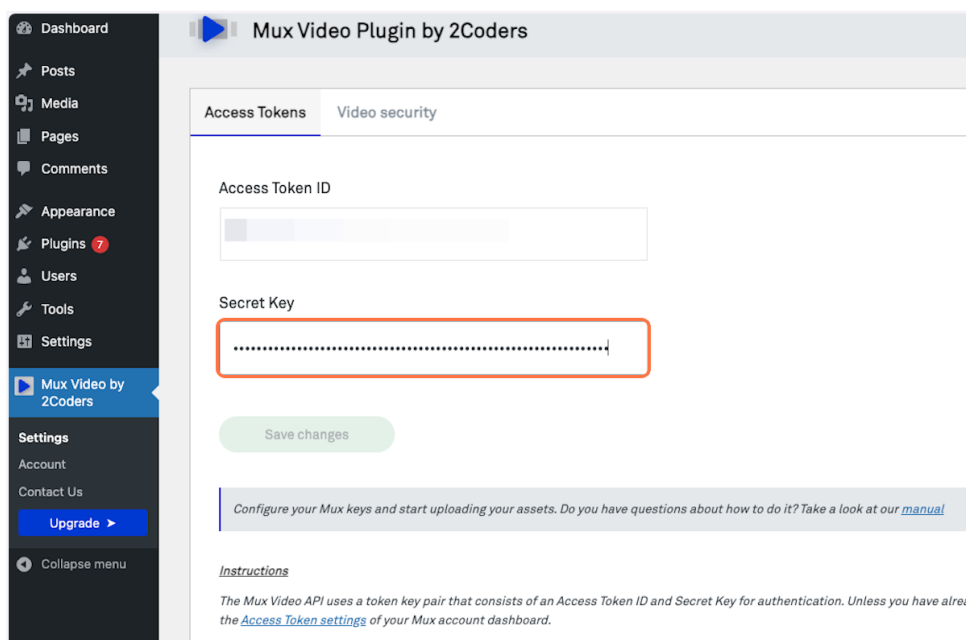 Dashboard
Mux Video Plugin by 2Coders
Posts
Media
Pages
Comments
Appearance
Plugins 7
Users
Tools
Settings
Mux Video by
2Coders
Settings
Account
Contact Us
Upgrade ➤
Collapse menu
Access Tokens
Video security
Access Token ID
Secret Key
Save changes
Configure your Mux keys and start uploading your assets. Do you have questions about how to do it? Take a look at our manual
Instructions
The Mux Video API uses a token key pair that consists of an Access Token ID and Secret Key for authentication. Unless you have
the Access Token settings of your Mux account dashboard.